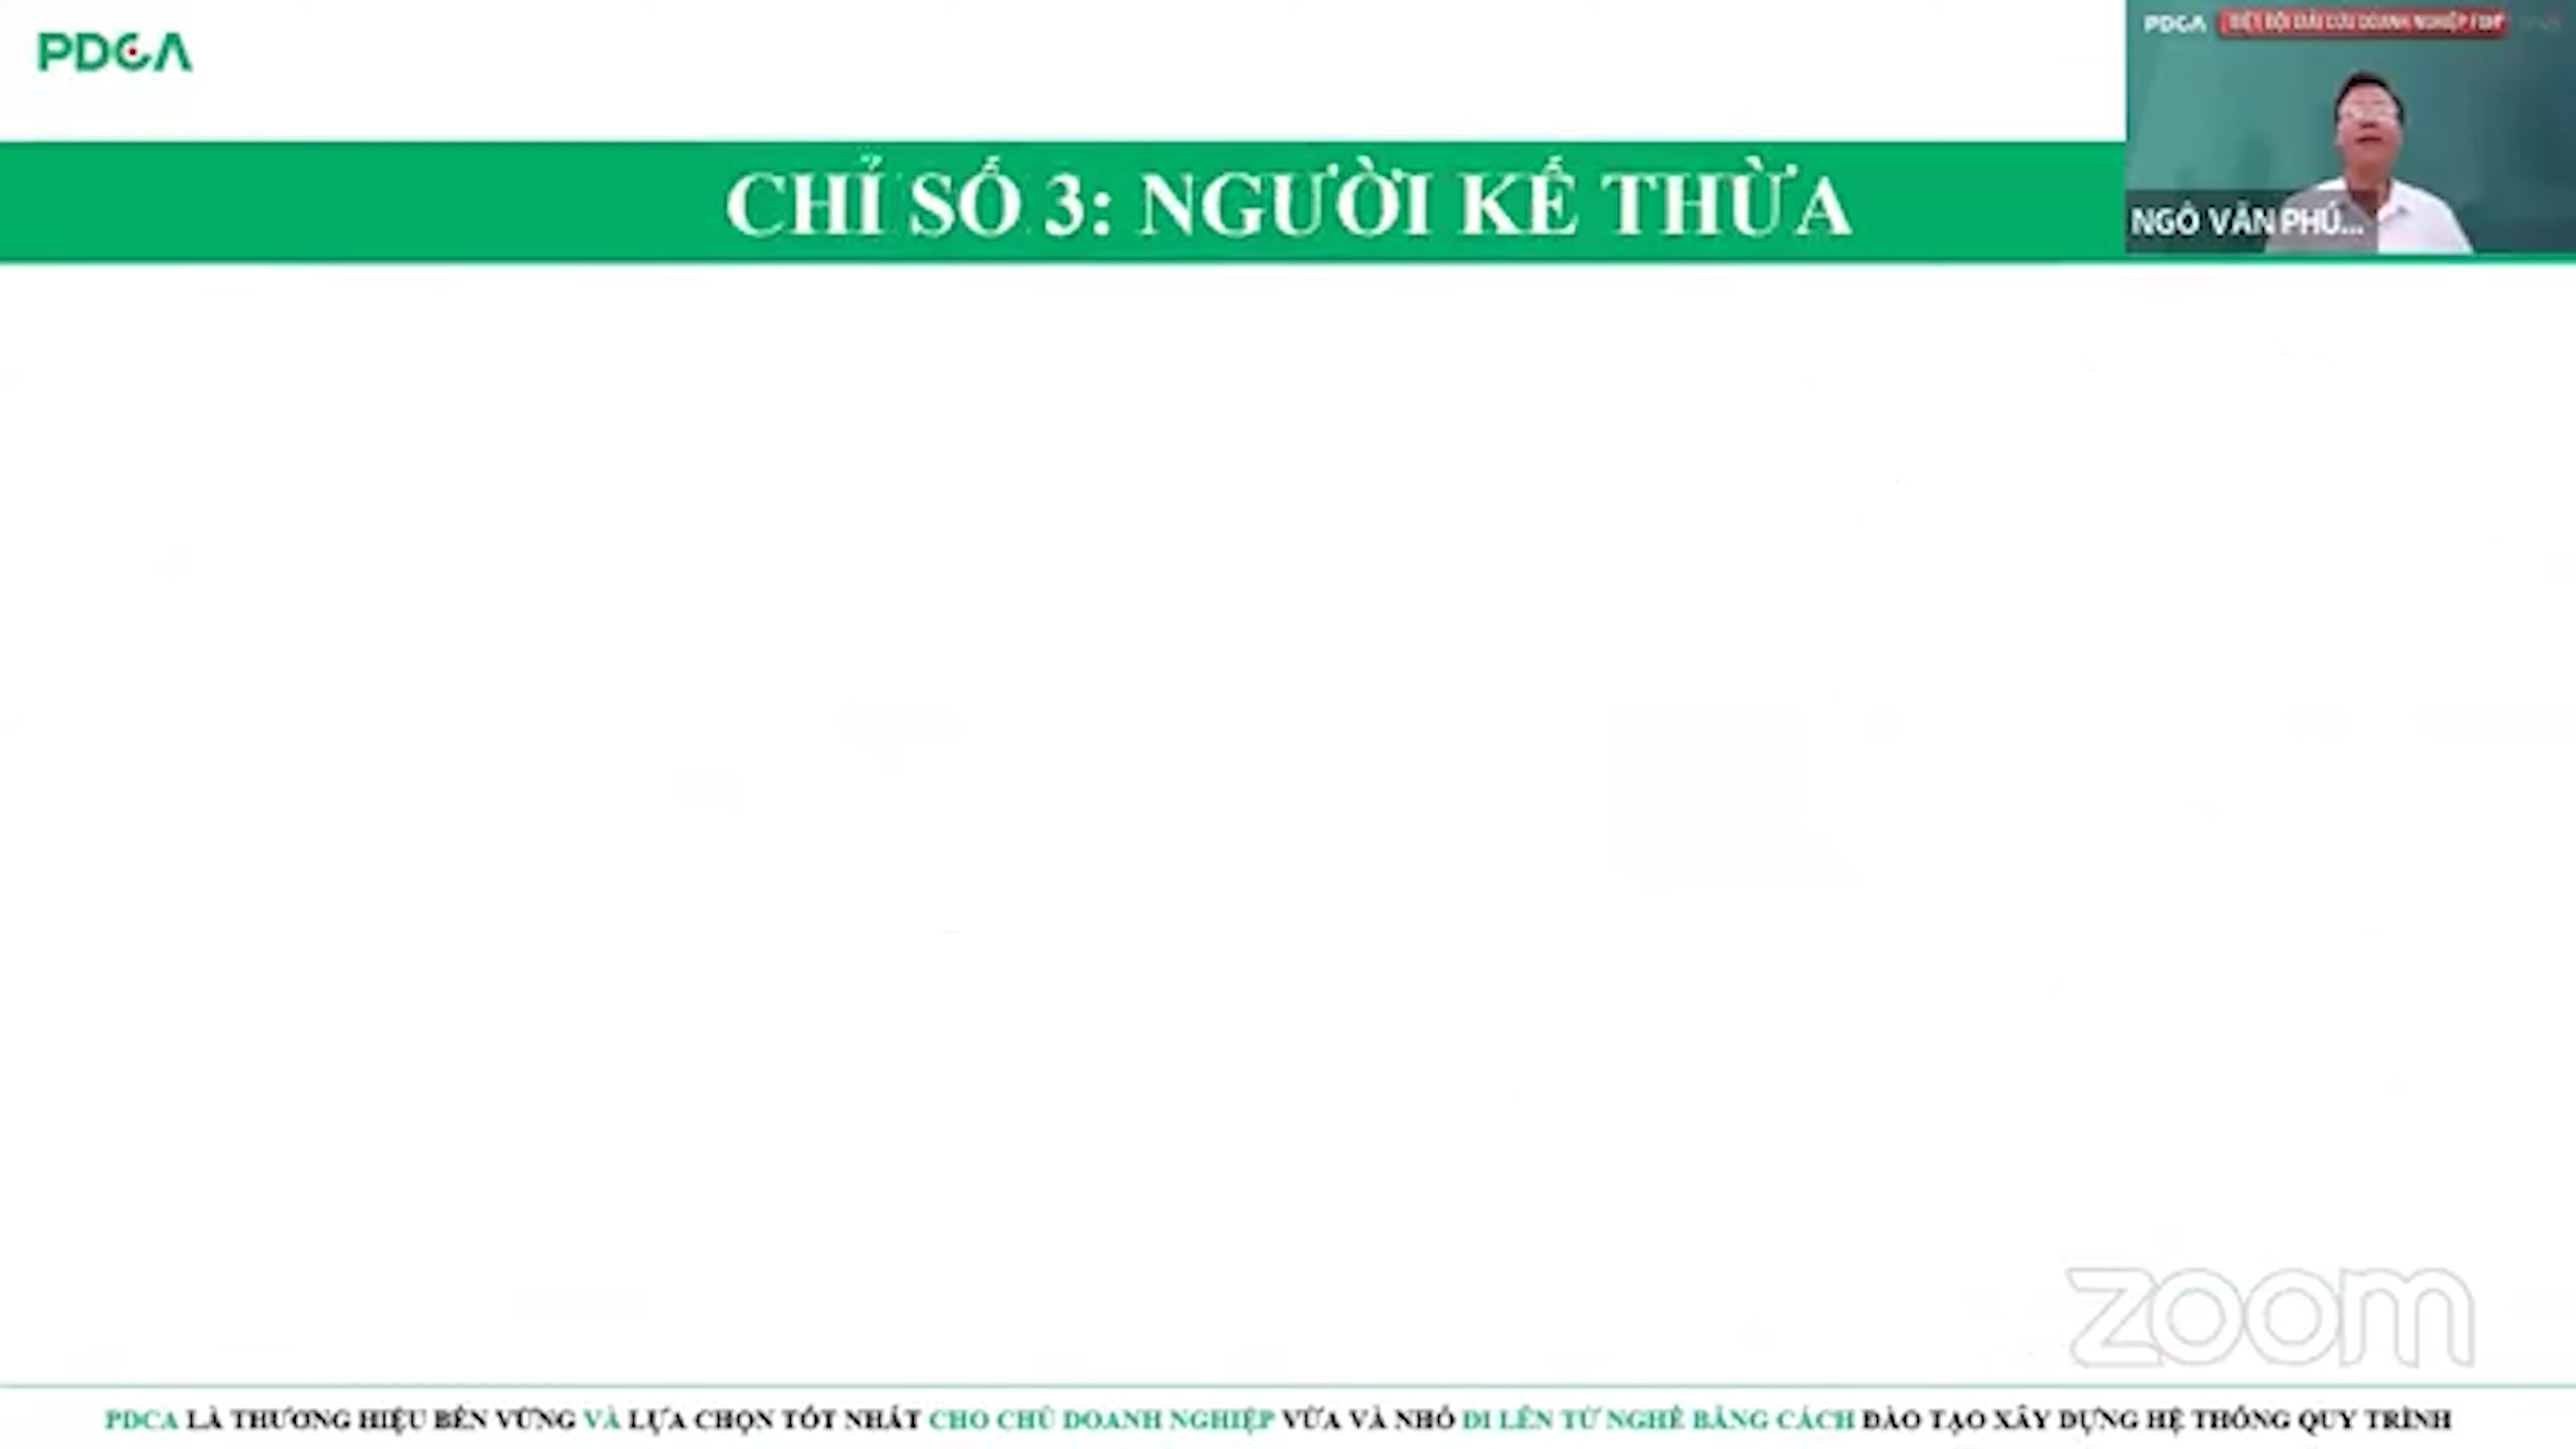 PDCA
CHỈ SỐ 3: NGƯỜI KẾ THỪA
PDCA
NGÔ VĂN PHÚ...
zoom
PDCA LÀ THƯƠNG HIỆU BỀN VỮNG VÀ LỰA CHỌN TỐT NHẤT CHO CHỦ DOANH NGHIỆP VỪA VÀ NHỎ ĐI LÊN TỪ NGHỀ BẰNG CÁCH ĐÀO TẠO XÂY DỰNG HỆ THỐNG QUY TRÌNH